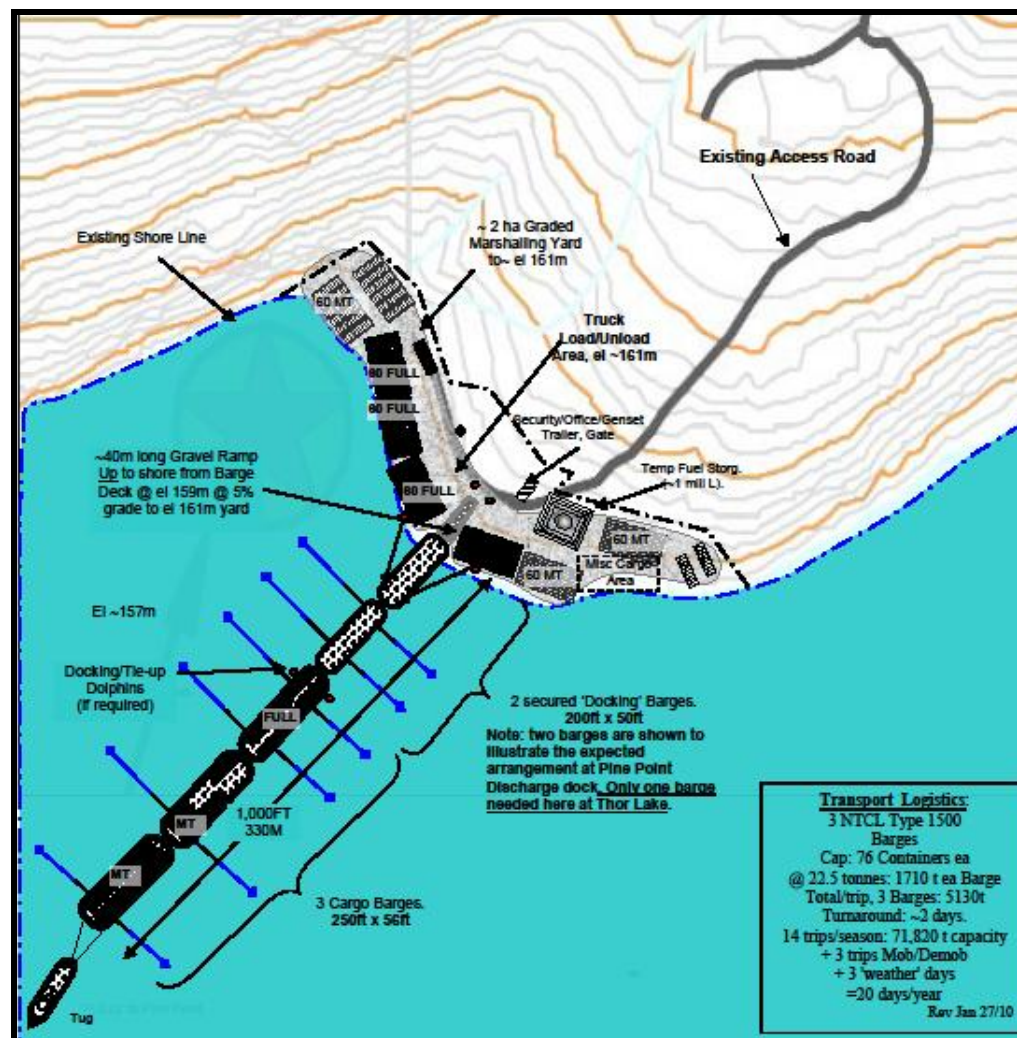 Existing Access Road
Existing Shore Line
~ 2 ha Graded
Marshalling Yard
to~ el 161m
60 MT
Truck
Load/Unload
Area, el ~161m
80 FULL
80 FULL
Security/Office/Genset
Trailer, Gate
~40m long Gravel Ramp
Up to shore from Barge
Deck @ el 159m @ 5%
grade to el 161m yard
80 FULL
Temp Fuel Storg.
(~1 mill L).
60 MT
60 MT
Misc Cargo
Area
El ~157m
Docking/Tie-up
Dolphins
(if required)
FULL
2 secured 'Docking' Barges.
200ft x 50ft
Note: two barges are shown to
illustrate the expected
arrangement at Pine Point
Discharge dock. Only one barge
needed here at Thor Lake.
MT
1,000FT
330M
MT
3 Cargo Barges.
250ft x 56ft
Tug
Transport Logistics:
3 NTCL Type 1500
Barges
Cap: 76 Containers ea
@ 22.5 tonnes: 1710 t ea Barge
Total/trip, 3 Barges: 5130t
Turnaround: ~2 days.
14 trips/season: 71,820 t capacity
+ 3 trips Mob/Demob
+ 3 'weather' days
=20 days/year
Rev Jan 27/10